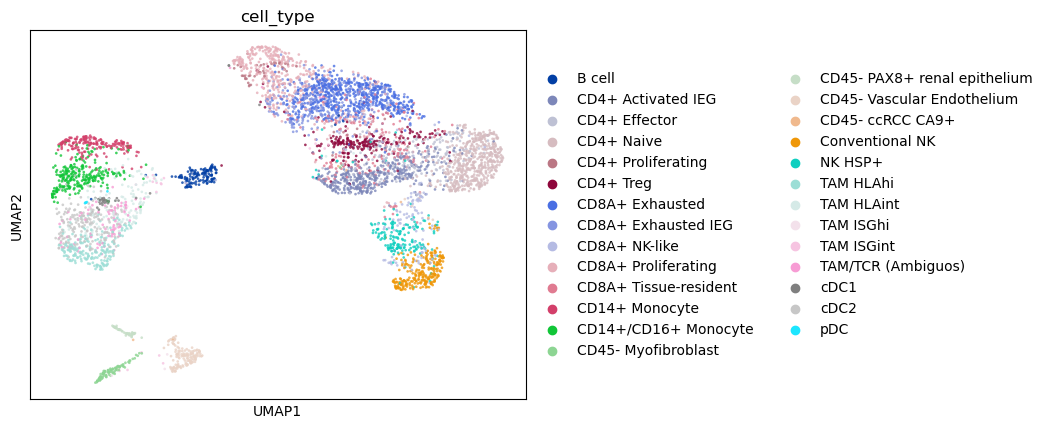 cell_type
UMAP2
UMAP1
B cell
CD4+ Activated IEG
CD4+ Effector
CD4+ Naive
CD4+ Proliferating
CD4+ Treg
CD8A+ Exhausted
CD8A+ Exhausted IEG
CD8A+ NK-like
CD8A+ Proliferating
CD8A+ Tissue-resident
CD14+ Monocyte
CD14+/CD16+ Monocyte
CD45- Myofibroblast
CD45- PAX8+ renal epithelium
CD45- Vascular Endothelium
CD45- ccRCC CA9+
Conventional NK
NK HSP+
TAM HLAhi
TAM HLAint
TAM ISGhi
TAM ISGint
TAM/TCR (Ambiguos)
cDC1
cDC2
pDC